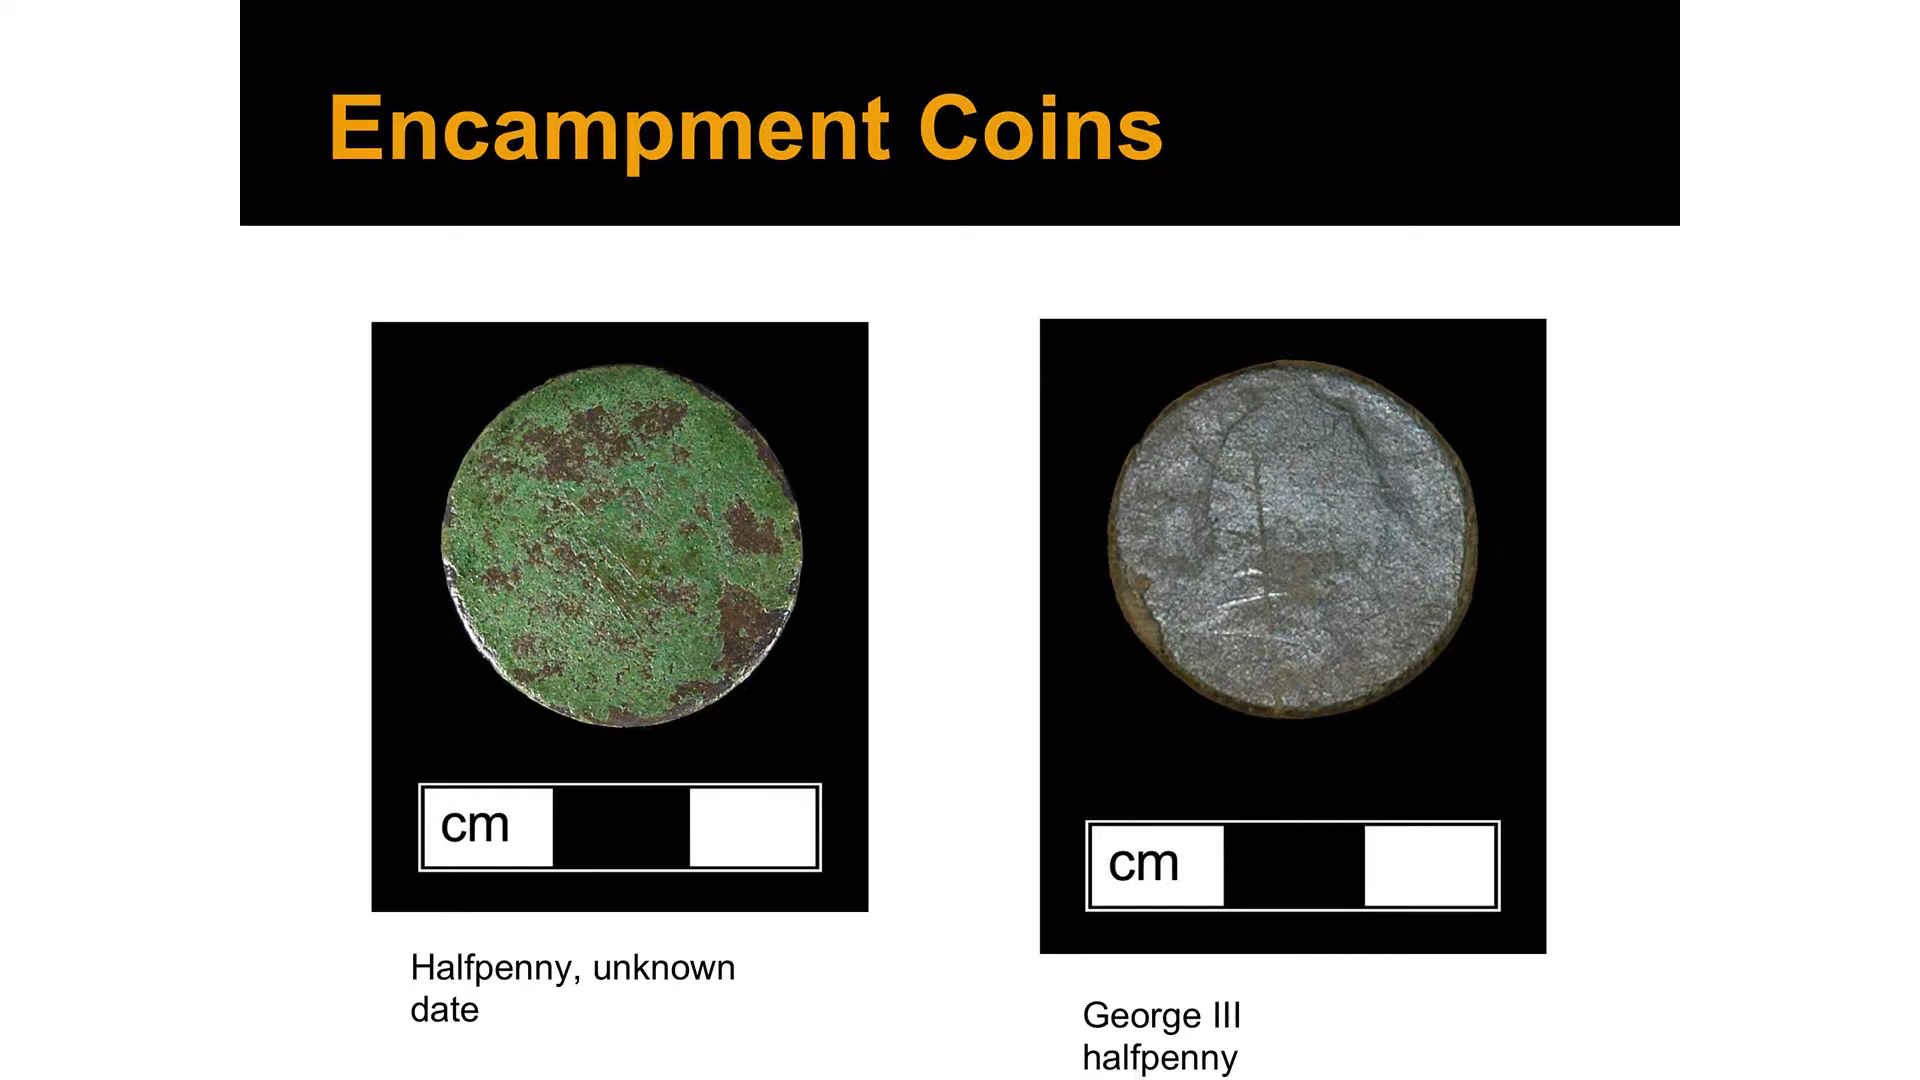 Encampment Coins
cm
cm
Halfpenny, unknown
date
George III
halfpenny